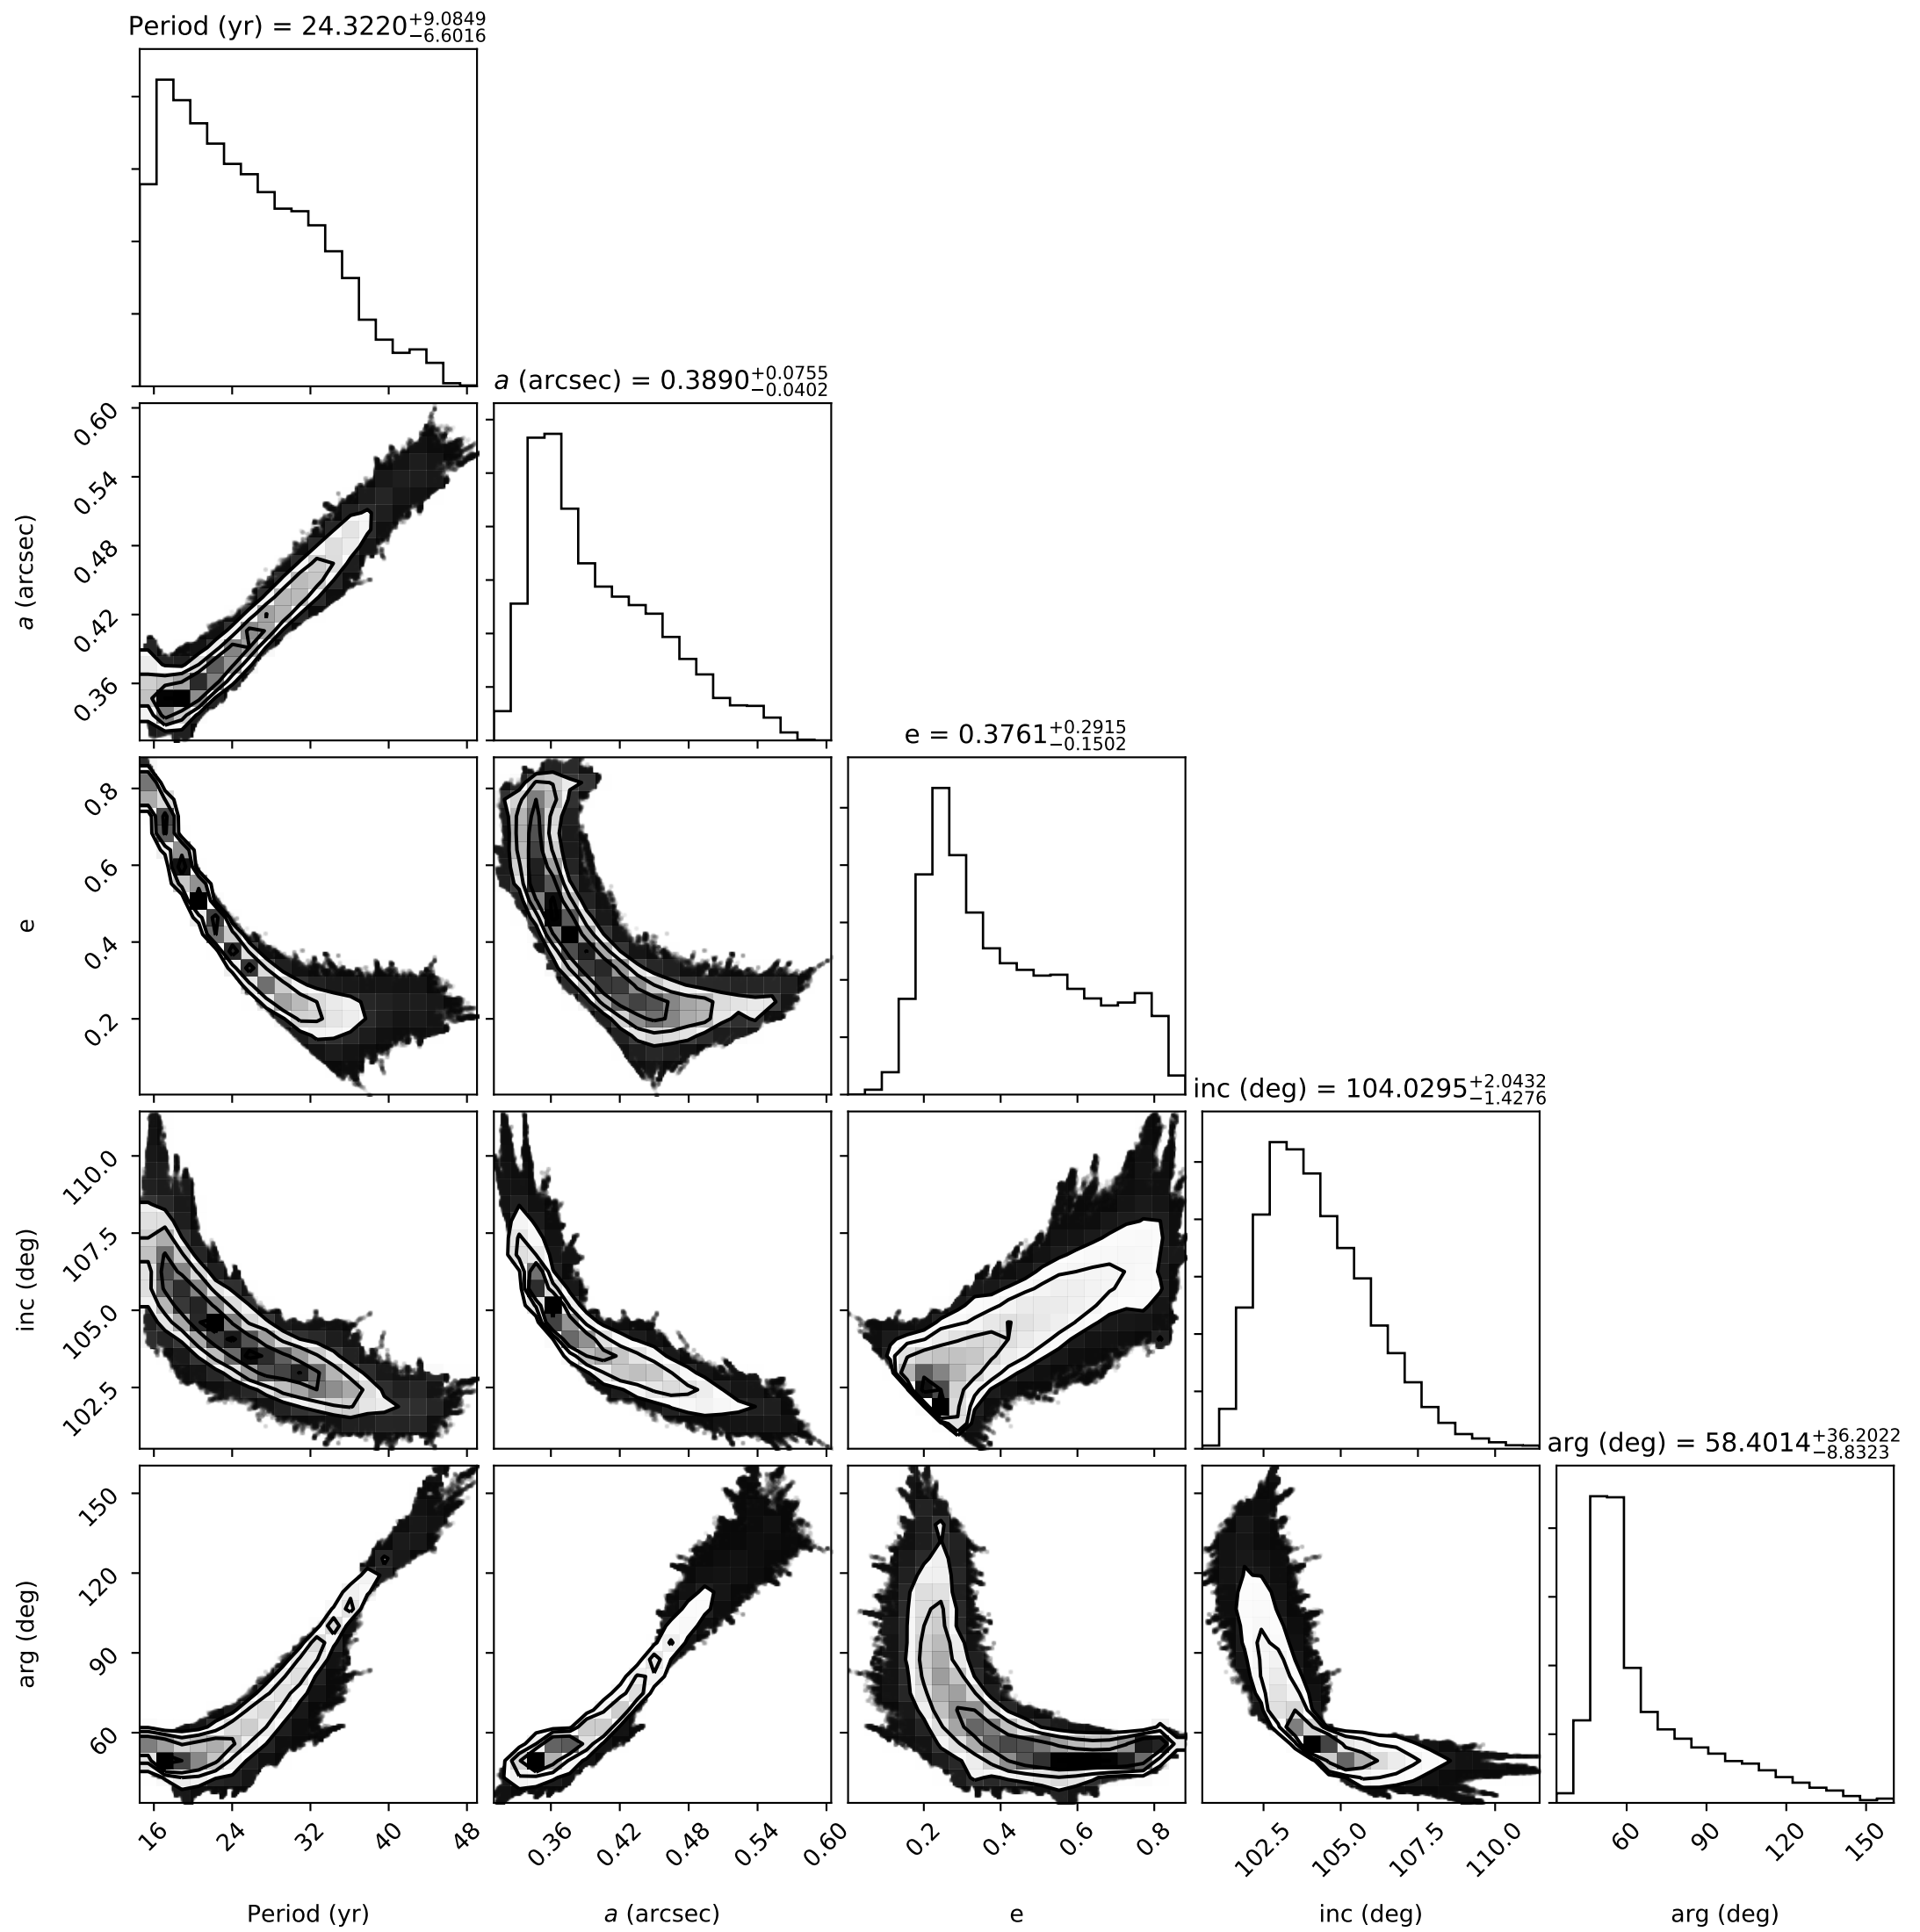 Period (yr) = 24.3220+9.0849−6.6016
a (arcsec) = 0.3890+0.0755−0.0402
0.60
0.54
0.48
0.42
0.36
a (arcsec)
e = 0.3761+0.2915−0.1502
0.8
0.6
0.4
0.2
e
inc (deg) = 104.0295+2.0432−1.4276
110.0
107.5
105.0
102.5
inc (deg)
arg (deg) = 58.4014+36.2022−8.8323
150
120
90
60
arg (deg)
16 24 32 40 48 0.36 0.42 0.48 0.54 0.60 0.2 0.4 0.6 0.8 102.5 105.0 107.5 110.0 60 90 120 150
Period (yr) a (arcsec) e inc (deg) arg (deg)